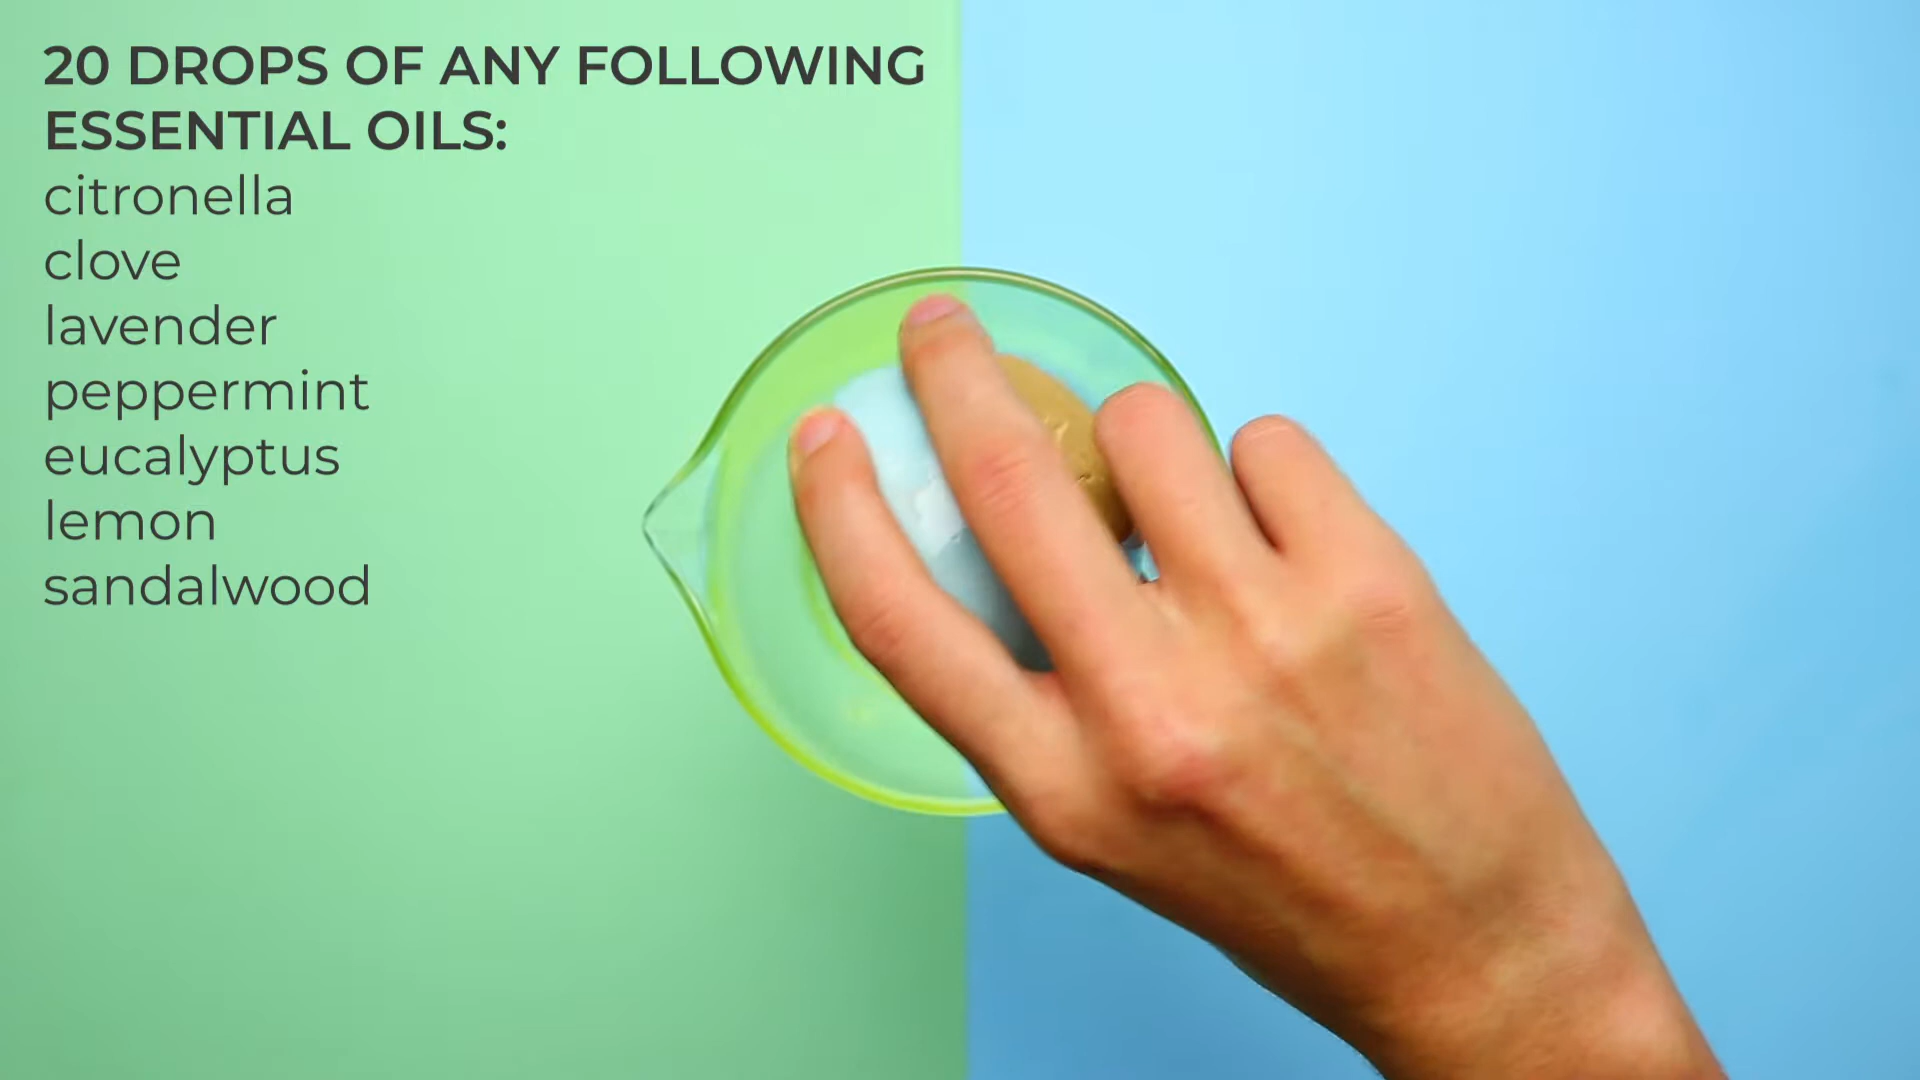 20 DROPS OF ANY FOLLOWING
ESSENTIAL OILS:
citronella
clove
lavender
peppermint
eucalyptus
lemon
sandalwood